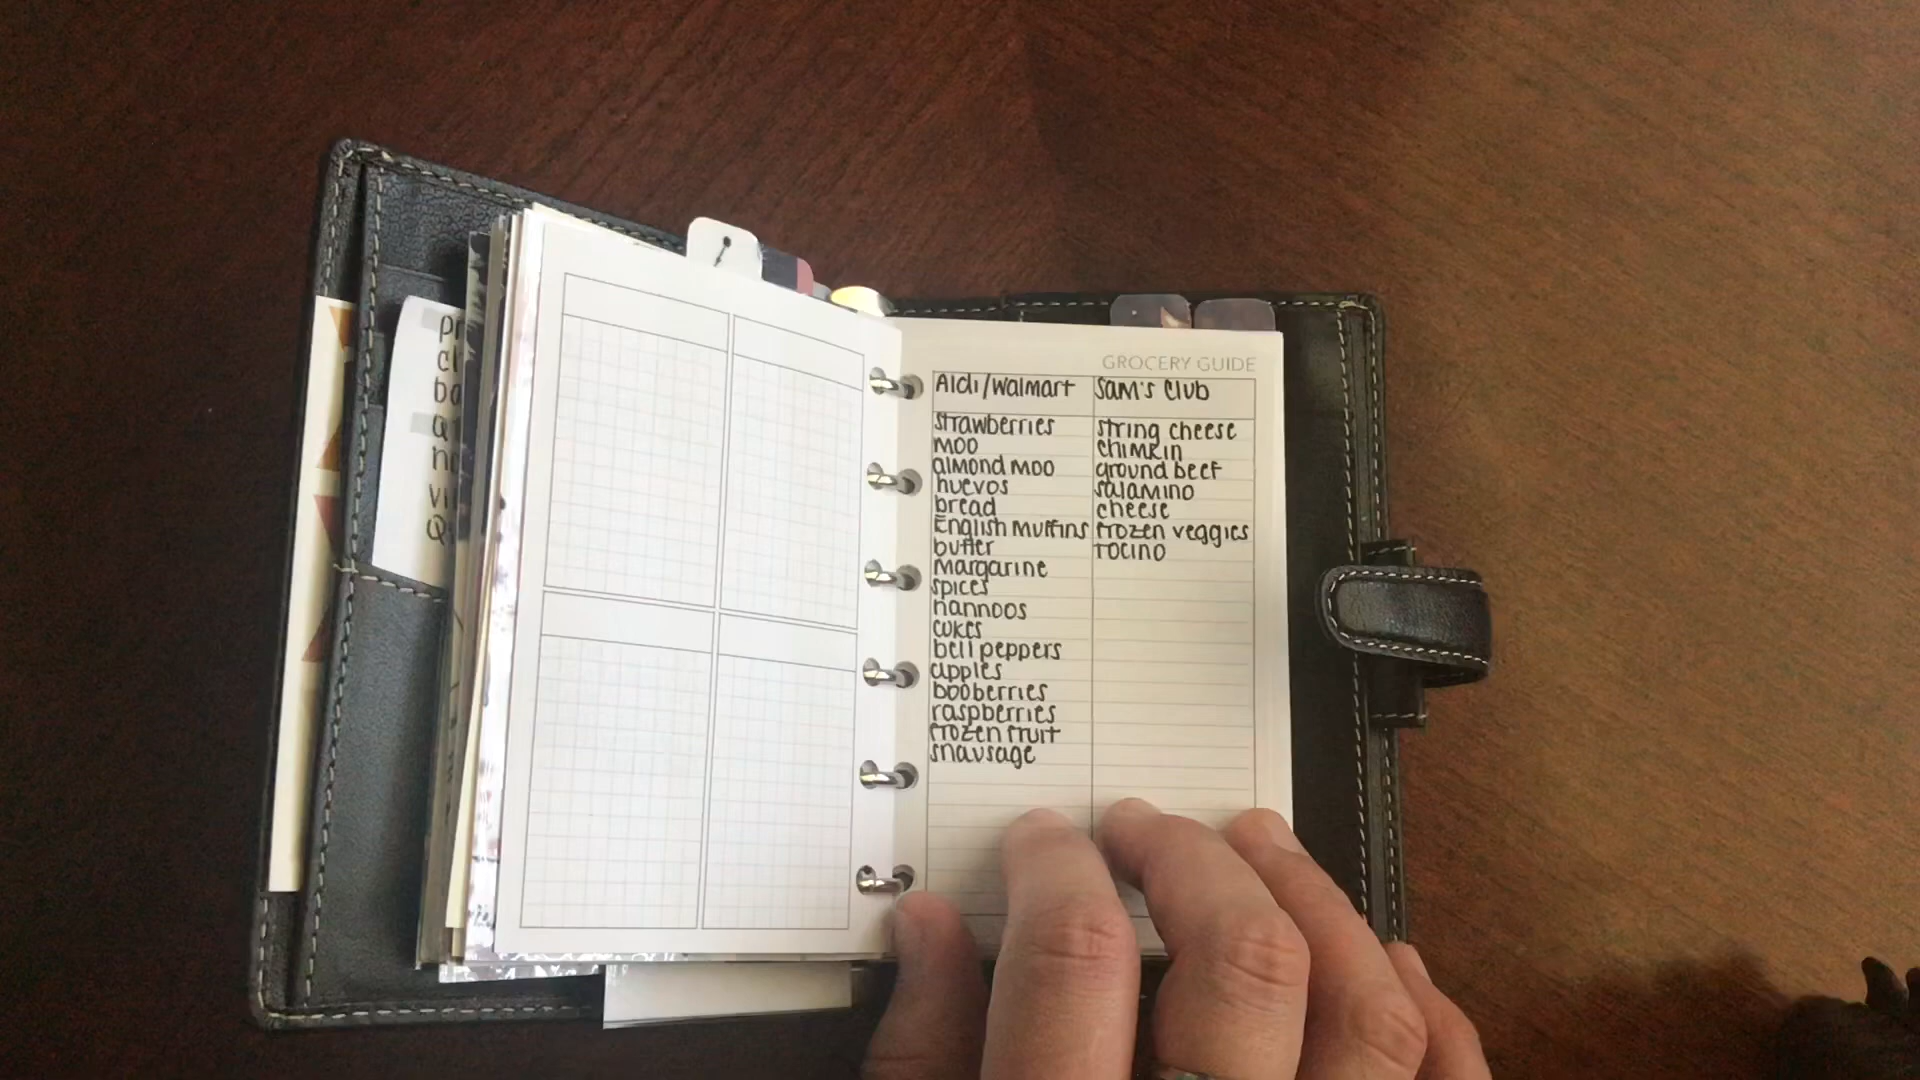 GROCERY GUIDE
Aldi/Walmart
strawberries
moo
almond moo
huevos
bread
English Muffins
butter
margarine
spices
nannoos
cukes
bell peppers
apples
booberries
raspberries
frozen fruit
snausage
Sam's Club
string cheese
chimkin
ground beef
salamino
cheese
frozen veggies
tocino